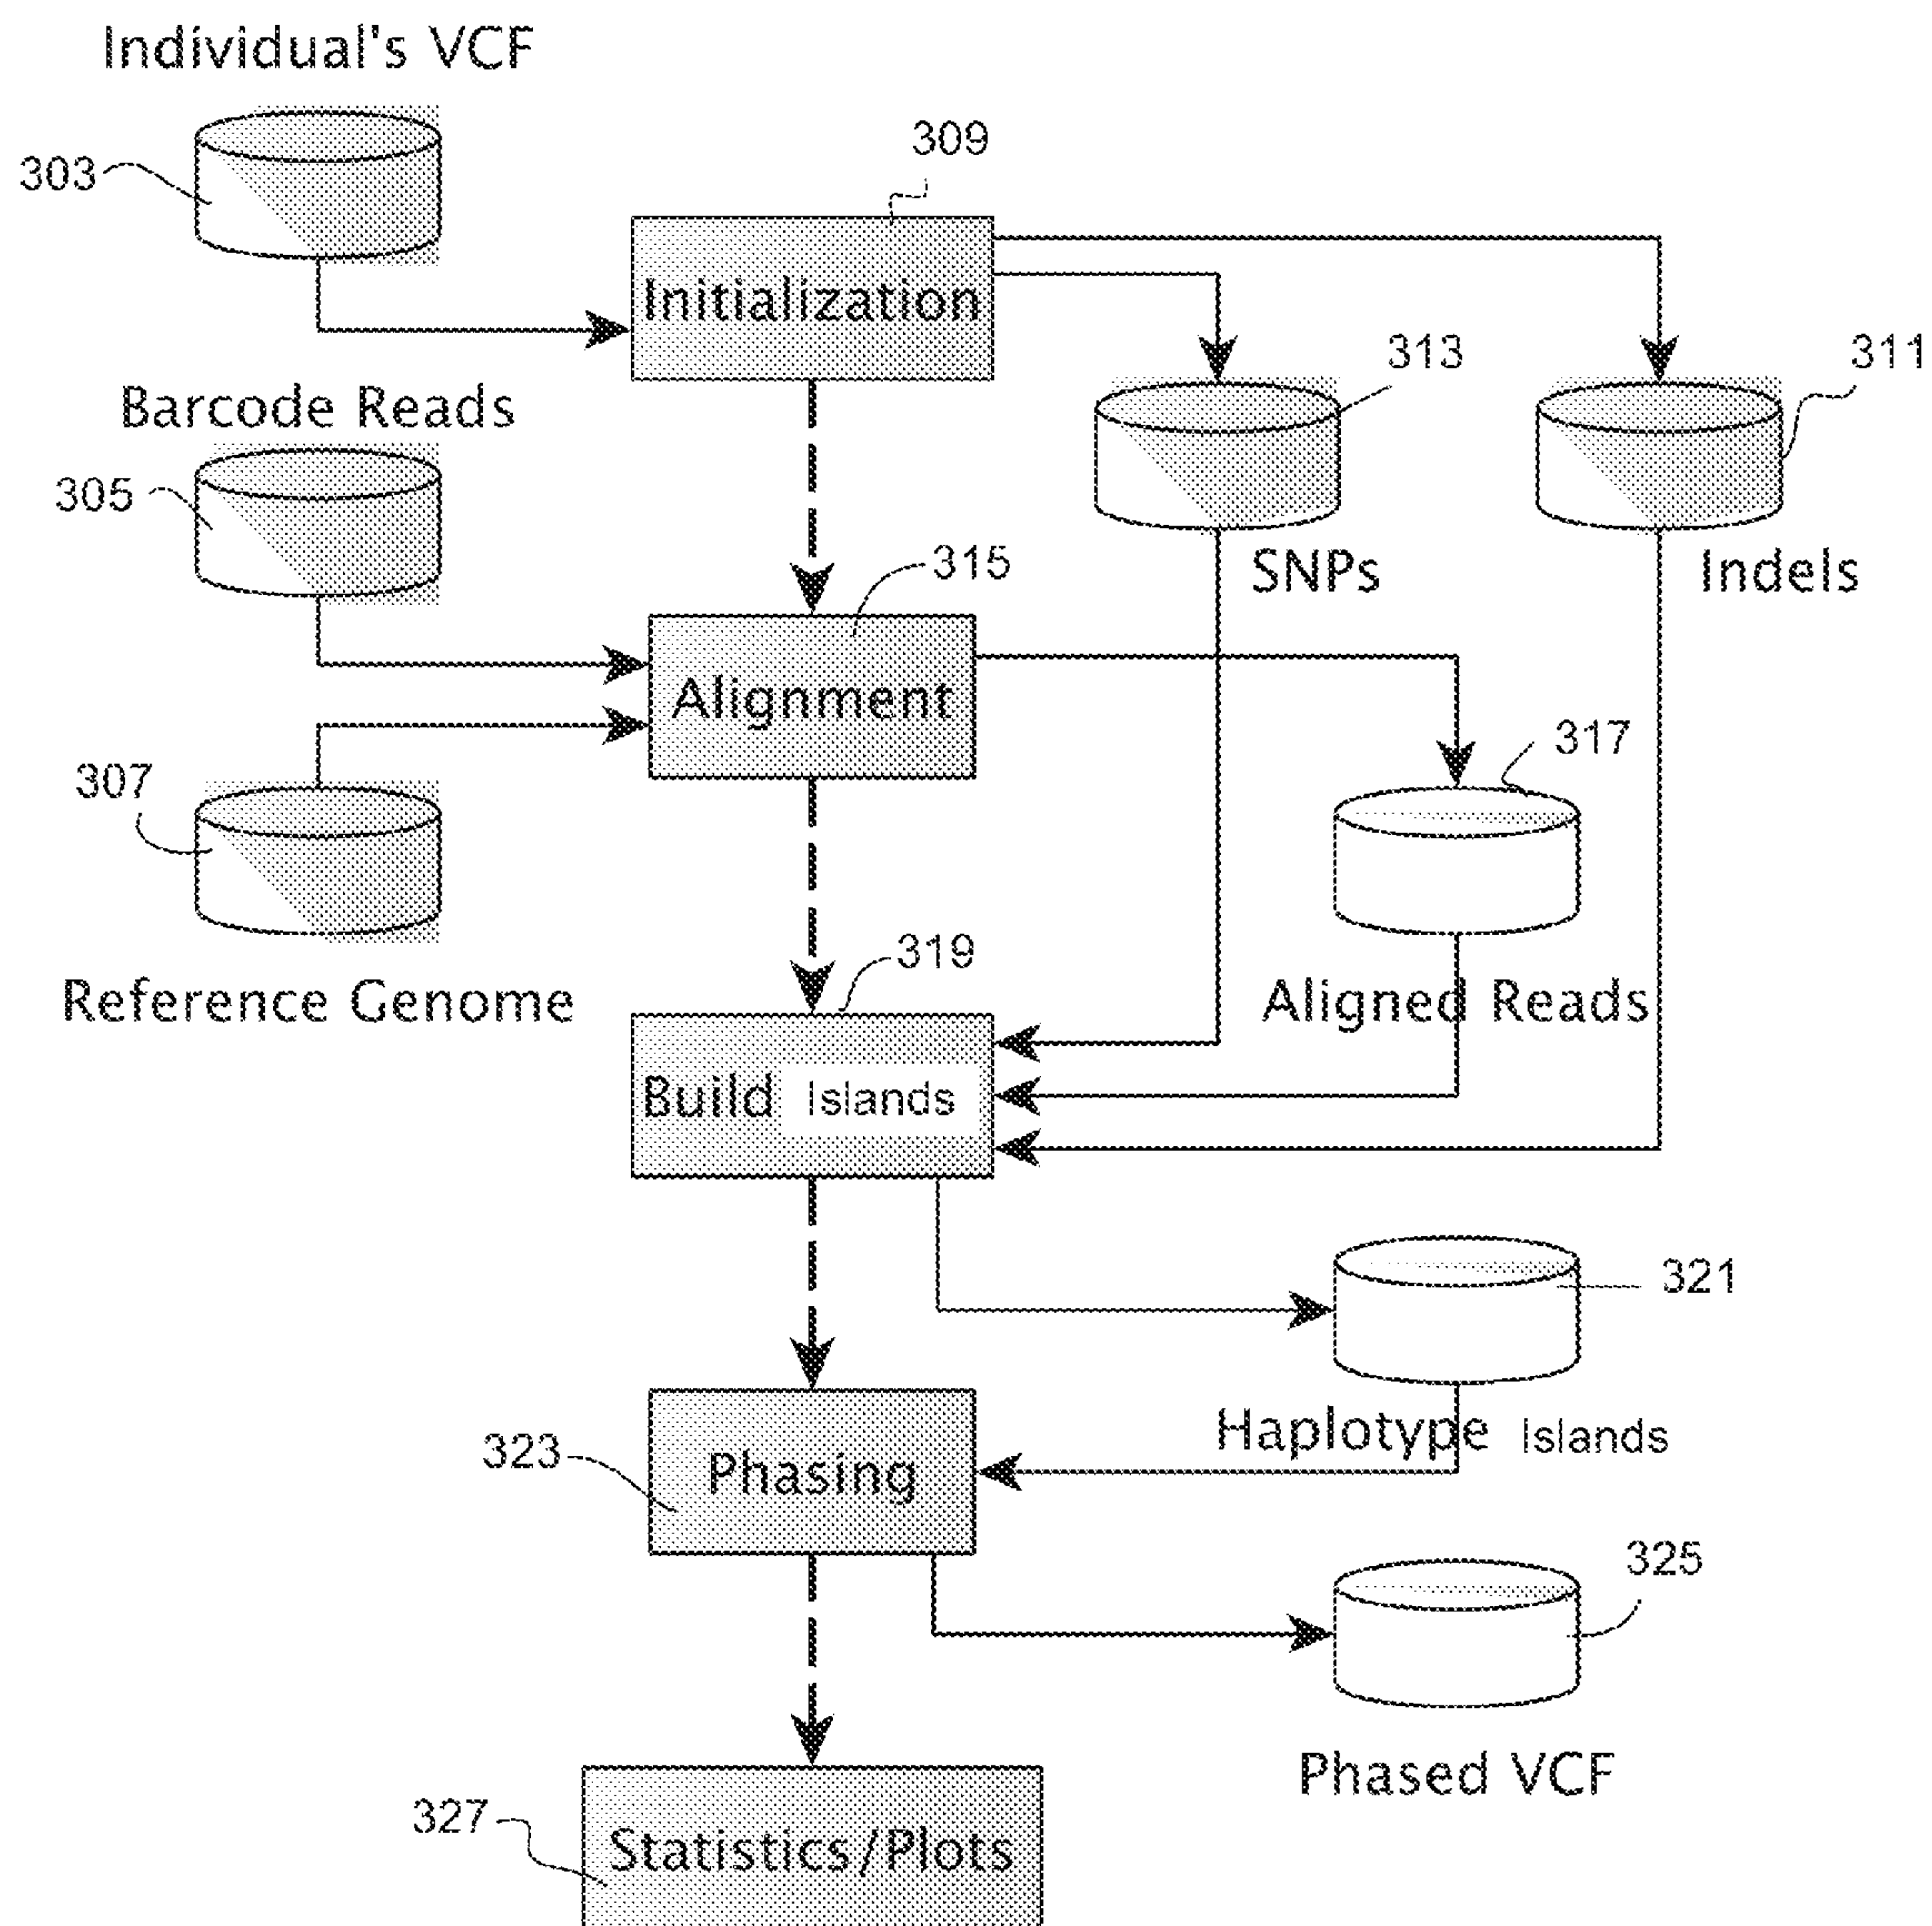 Individual's VCF
303
309
Initialization
313
311
Barcode Reads
305
315
SNPs
Indels
Alignment
307
317
Reference Genome
319
Aligned Reads
Build Islands
321
323
Phasing
Haplotype Islands
325
Phased VCF
327
Statistics/Plots